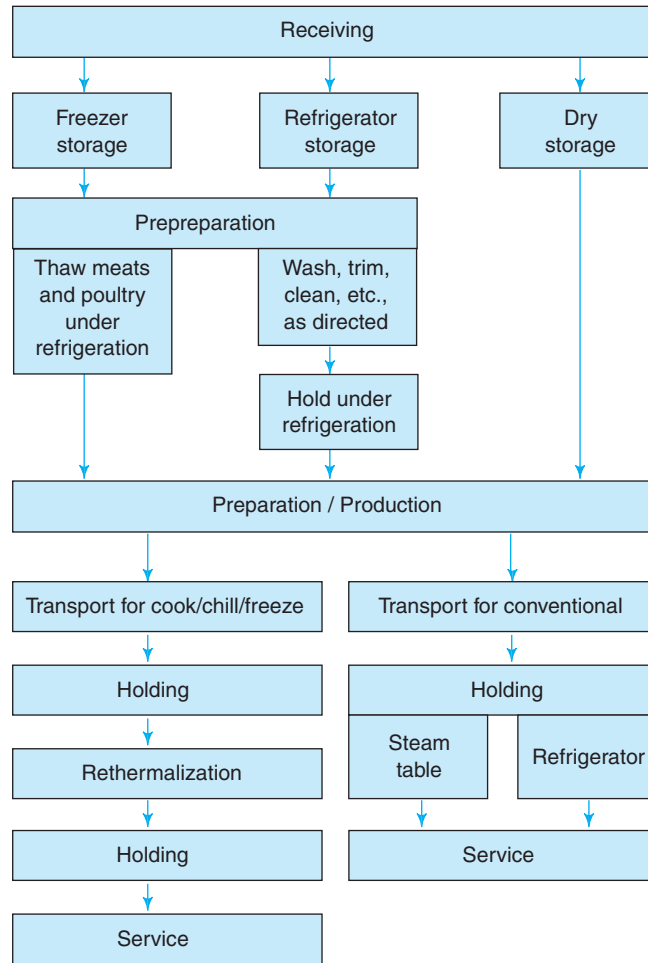 Receiving
Freezer
storage
Refrigerator
storage
Dry
storage
Prepreparation
Thaw meats
and poultry
under
refrigeration
Wash, trim,
clean, etc.,
as directed
Hold under
refrigeration
Preparation / Production
Transport for cook/chill/freeze
Holding
Rethermalization
Holding
Service
Transport for conventional
Holding
Steam
table
Refrigerator
Service